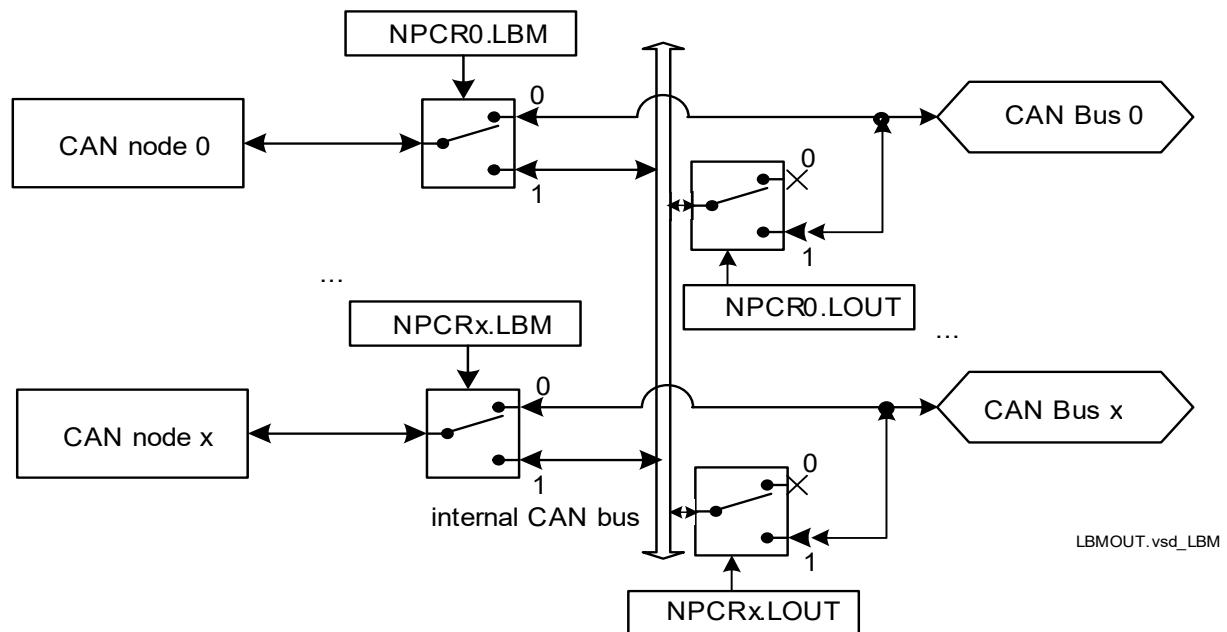 NPCR0.LBM
CAN node 0
0
1
CAN Bus 0
0
1
NPCR0.LOUT
...
...
NPCRx.LBM
CAN node x
0
1
internal CAN bus
CAN Bus x
0
1
NPCRx.LOUT
LBMOUT.vsd_LBM